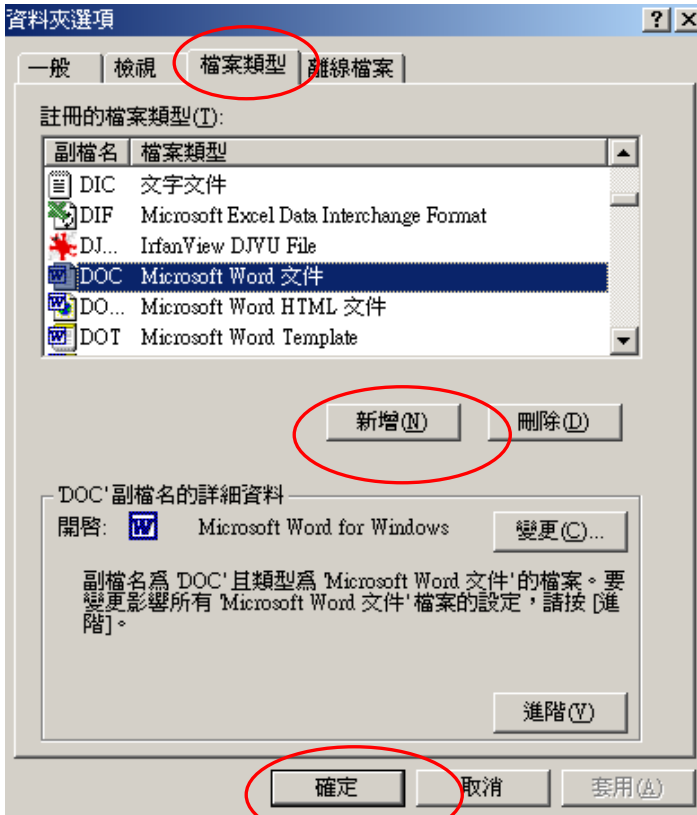 資料夾選項
一般 檢視 檔案類型 離線檔案
註冊的檔案類型(T):
副檔名 檔案類型
DIC 文字文件
DIF Microsoft Excel Data Interchange Format
DJ... IrfanView DJVU File
DOC Microsoft Word 文件
DO... Microsoft Word HTML 文件
DOT Microsoft Word Template
新增(N) 刪除(D)
'DOC' 副檔名的詳細資料
開啓: Microsoft Word for Windows 變更(C)...
副檔名爲 'DOC' 且類型爲 'Microsoft Word 文件' 的檔案。要
變更影響所有 'Microsoft Word 文件' 檔案的設定，請按 [進
階]。
進階(V)
確定 取消 套用(A)